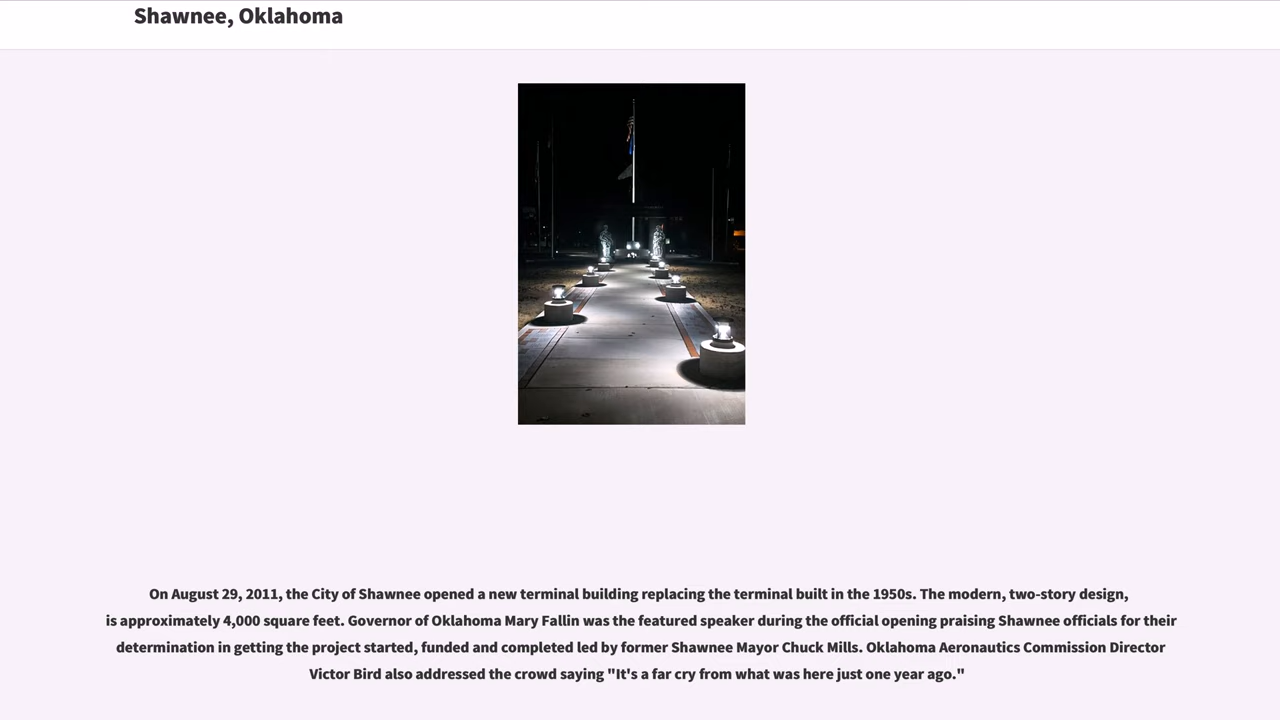 Shawnee, Oklahoma
On August 29, 2011, the City of Shawnee opened a new terminal building replacing the terminal built in the 1950s. The modern, two-story design,
is approximately 4,000 square feet. Governor of Oklahoma Mary Fallin was the featured speaker during the official opening praising Shawnee officials for their
determination in getting the project started, funded and completed led by former Shawnee Mayor Chuck Mills. Oklahoma Aeronautics Commission Director
Victor Bird also addressed the crowd saying "It's a far cry from what was here just one year ago."